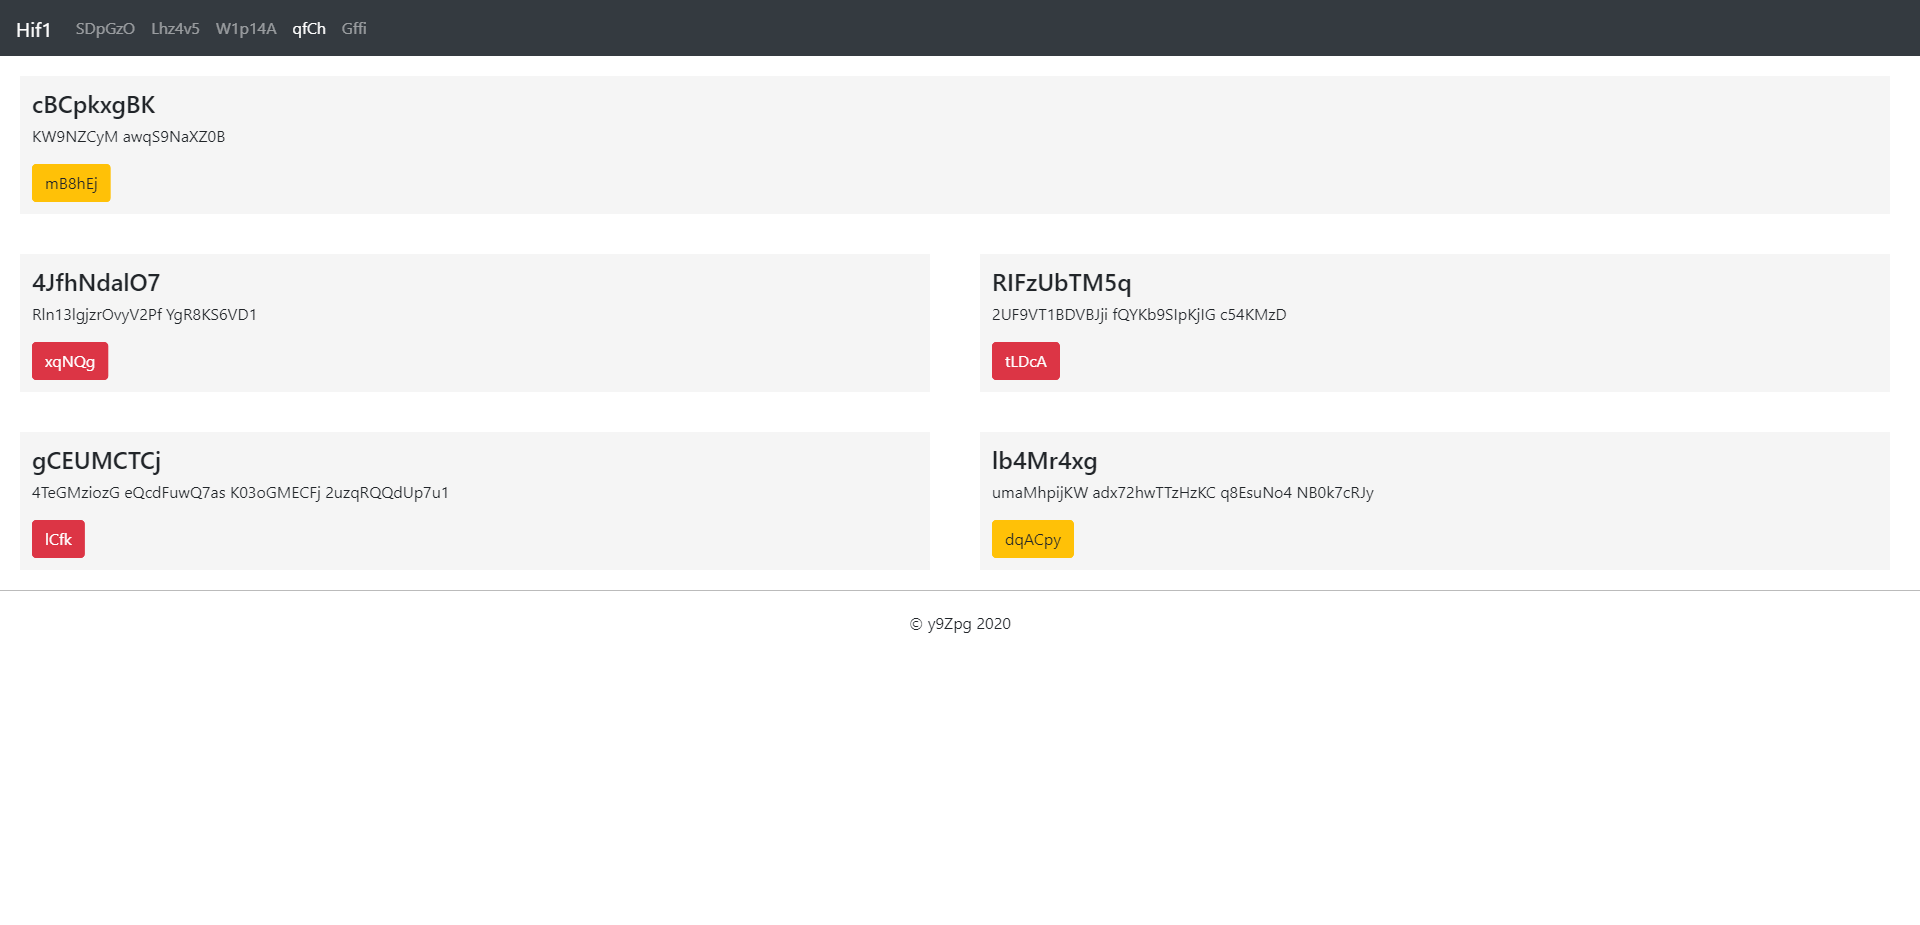 Hif1 SDpGzO Lhz4v5 W1p14A qfCh Gffi
cBCpkxgBK
KW9NZCyM awqS9NaXZ0B
mB8hEj
4JfhNdalO7
Rln13lgjzrOvyV2Pf YgR8KS6VD1
xqNQg
RIFzUbTM5q
2UF9VT1BDVBJji fQYKb9SIpKjIG c54KMzD
tLDcA
gCEUMCTCj
4TeGMziozG eQcdFuwQ7as K03oGMECFj 2uzqRQQdUp7u1
lCfk
lb4Mr4xg
umaMhpijKW adx72hwTTzHzKC q8EsuNo4 NB0k7cRJy
dqACpy
© y9Zpg 2020